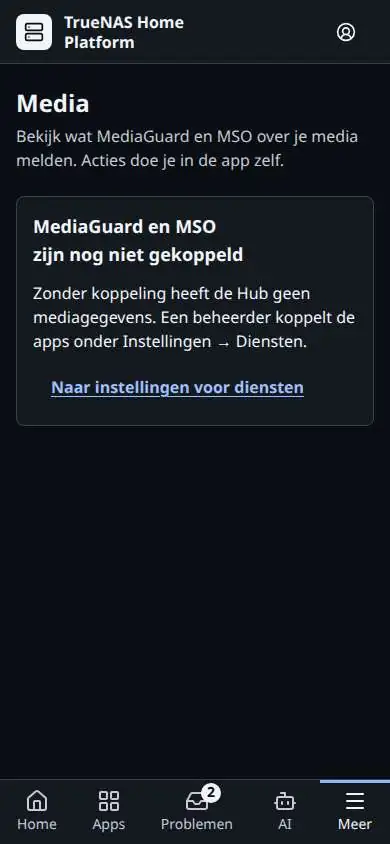 TrueNAS Home
Platform
Media
Bekijk wat MediaGuard en MSO over je media
melden. Acties doe je in de app zelf.
MediaGuard en MSO
zijn nog niet gekoppeld
Zonder koppeling heeft de Hub geen
mediagegevens. Een beheerder koppelt de
apps onder Instellingen → Diensten.
Naar instellingen voor diensten
2
Home Apps Problemen AI Meer